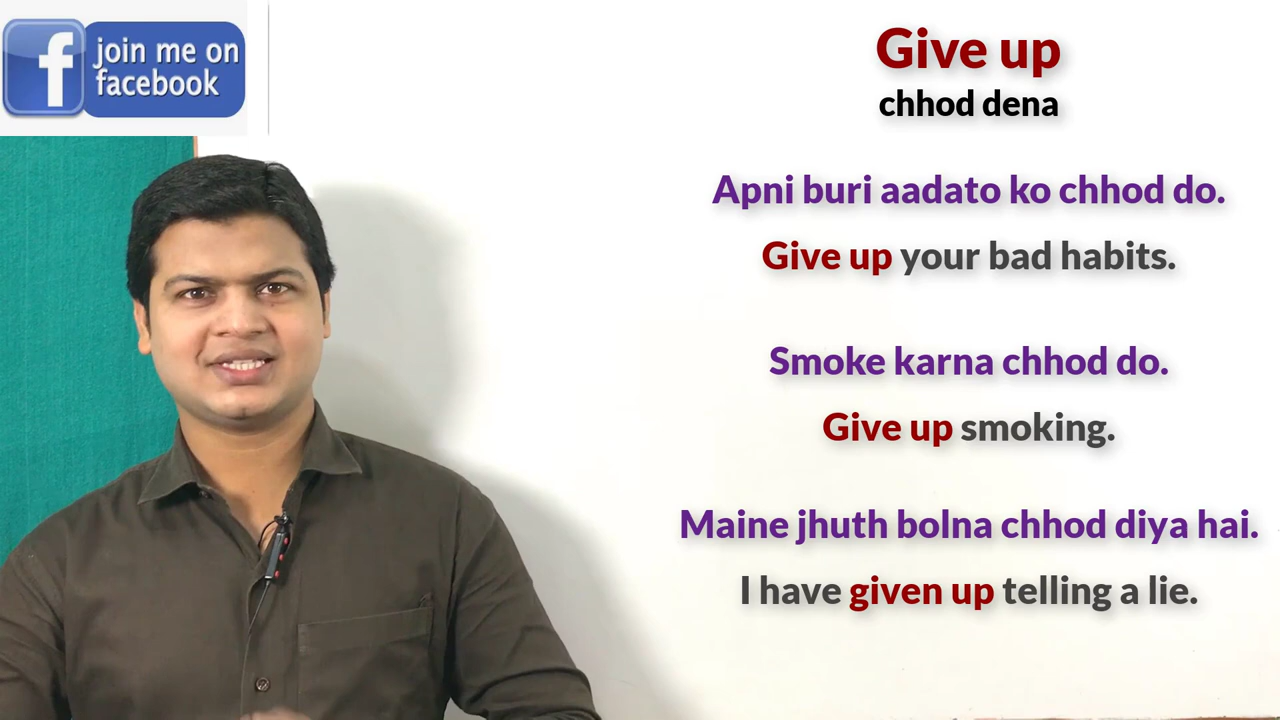 f join me on
facebook
Give up
chhod dena
Apni buri aadato ko chhod do.
Give up your bad habits.
Smoke karna chhod do.
Give up smoking.
Maine jhuth bolna chhod diya hai.
I have given up telling a lie.